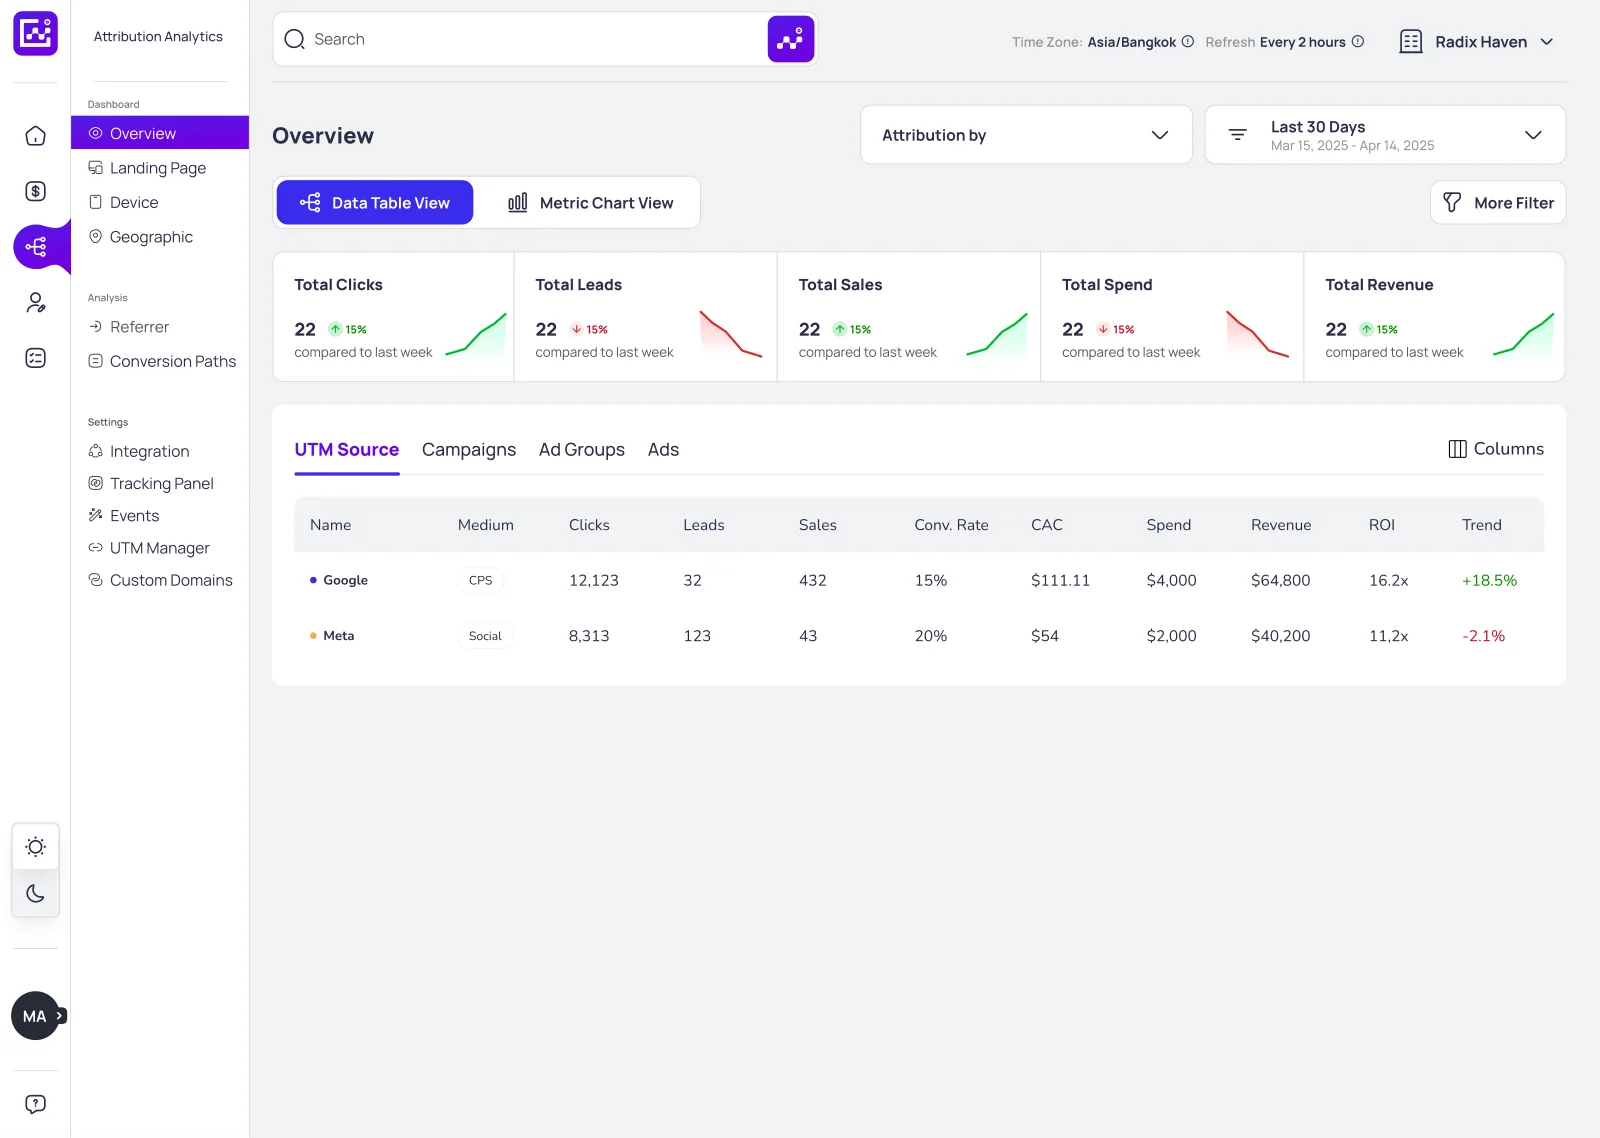 Attribution Analytics
Dashboard
Overview
Landing Page
Device
Geographic
Analysis
Referrer
Conversion Paths
Settings
Integration
Tracking Panel
Events
UTM Manager
Custom Domains
MA
Search
Time Zone: Asia/Bangkok Refresh Every 2 hours
Radix Haven
Overview
Attribution by
Last 30 Days
Mar 15, 2025 - Apr 14, 2025
Data Table View
Metric Chart View
More Filter
Total Clicks
22 15%
compared to last week
Total Leads
22 15%
compared to last week
Total Sales
22 15%
compared to last week
Total Spend
22 15%
compared to last week
Total Revenue
22 15%
compared to last week
UTM Source Campaigns Ad Groups Ads
Columns
Name Medium Clicks Leads Sales Conv. Rate CAC Spend Revenue ROI Trend
Google CPS 12,123 32 432 15% $111.11 $4,000 $64,800 16.2x +18.5%
Meta Social 8,313 123 43 20% $54 $2,000 $40,200 11,2x -2.1%